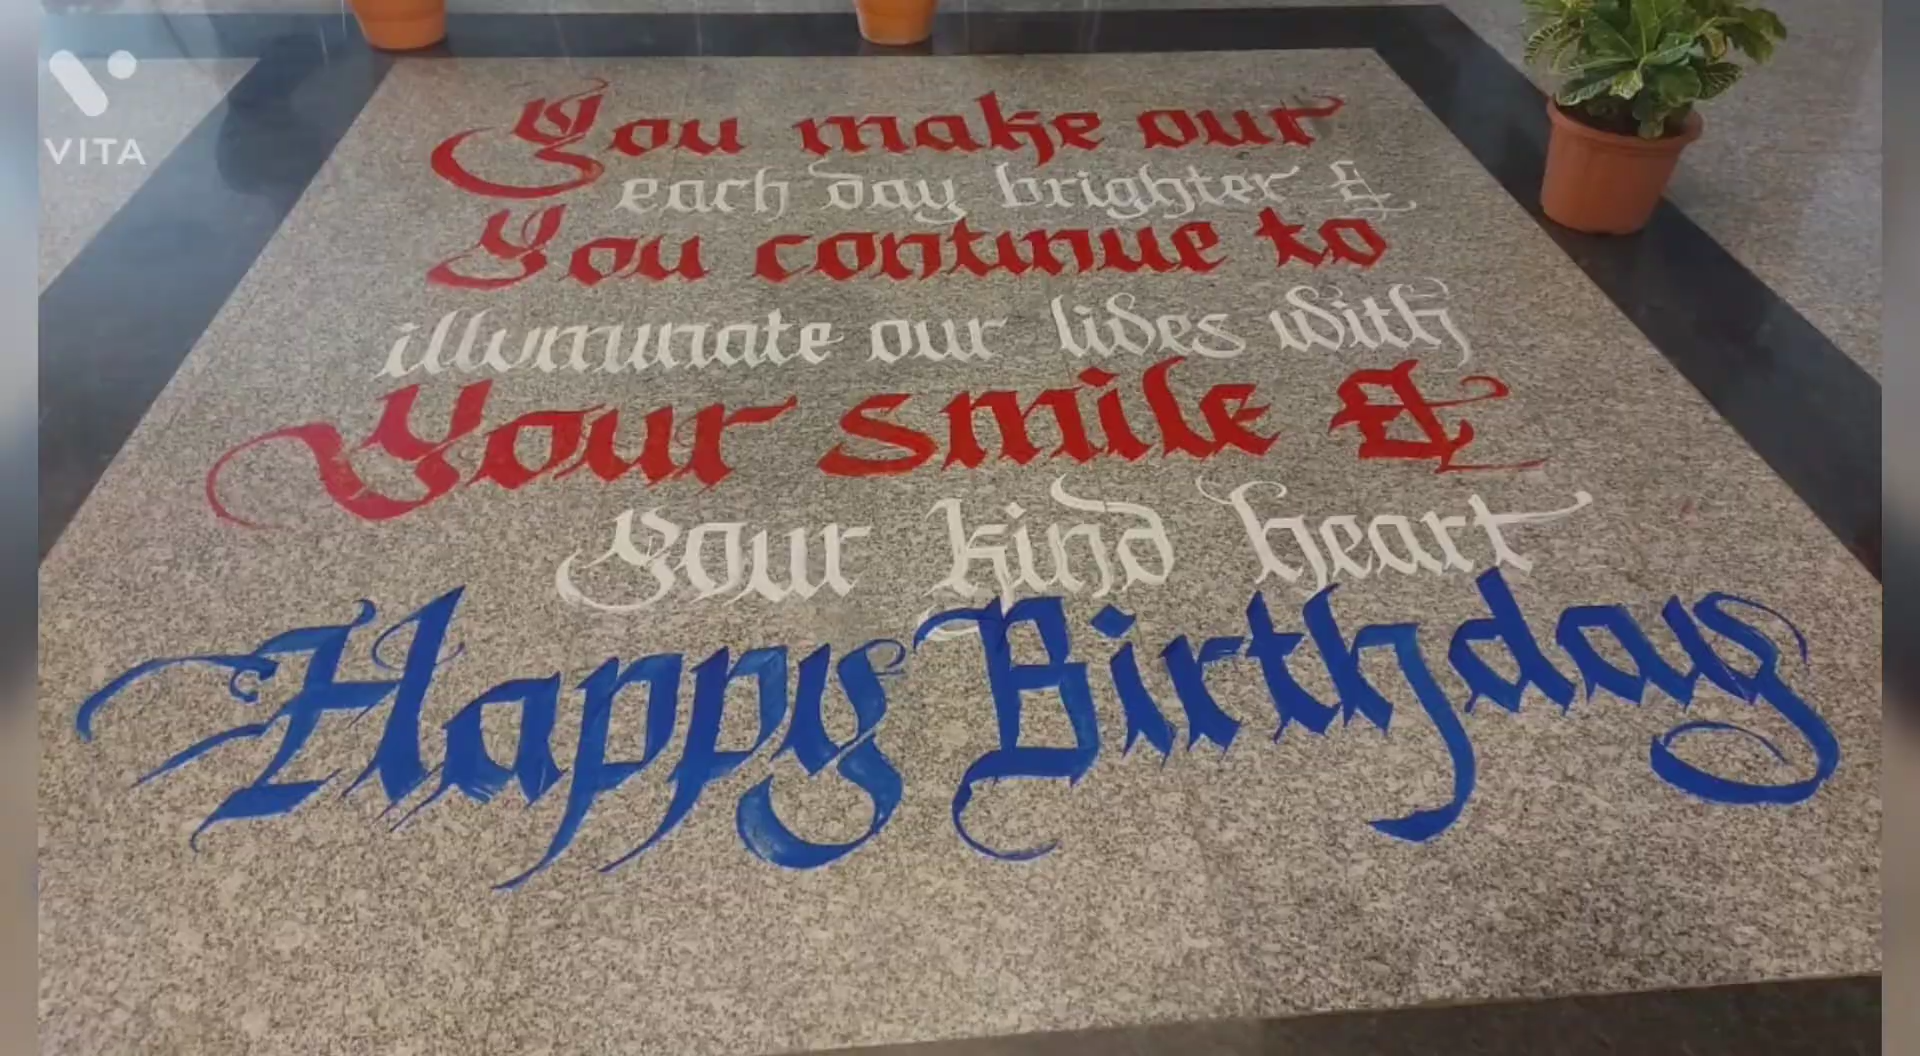 VITA
You make our
each day brighter &
You continue to
illuminate our lives with
Your smile &
Your kind heart
Happy Birthday